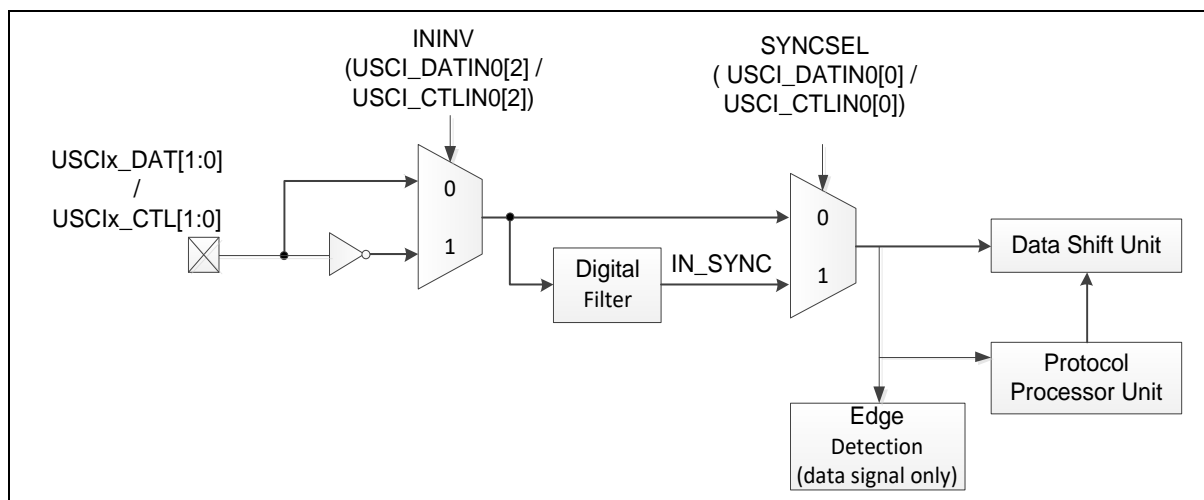 ININV
(USCI_DATIN0[2] /
USCI_CTLIN0[2])
SYNCSEL
( USCI_DATIN0[0] /
USCI_CTLIN0[0])
USCIx_DAT[1:0]
/
USCIx_CTL[1:0]
0
1
Digital
Filter
IN_SYNC
0
1
Data Shift Unit
Protocol
Processor Unit
Edge
Detection
(data signal only)